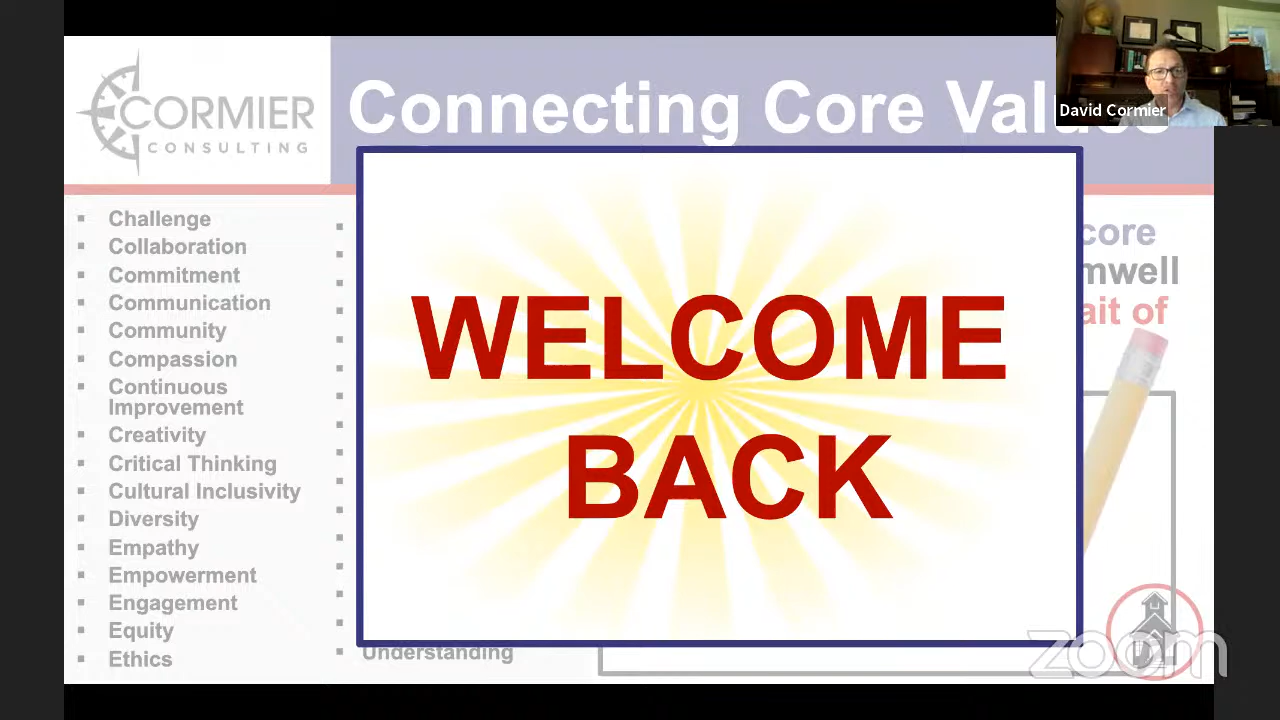 CORMIER
CONSULTING
Connecting Core Values
David Cormier
Challenge
Collaboration
Commitment
Communication
Community
Compassion
Continuous
Improvement
Creativity
Critical Thinking
Cultural Inclusivity
Diversity
Empathy
Empowerment
Engagement
Equity
Ethics
WELCOME
BACK
Understanding
core
mwell
ait of
zoom